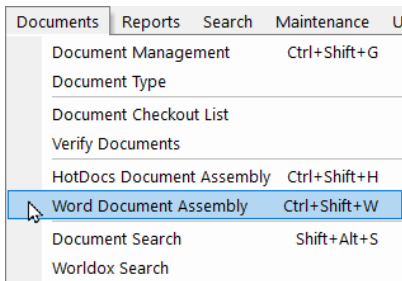 Documents Reports Search Maintenance U
Document Management Ctrl+Shift+G
Document Type
Document Checkout List
Verify Documents
HotDocs Document Assembly Ctrl+Shift+H
Word Document Assembly Ctrl+Shift+W
Document Search Shift+Alt+S
Worldox Search